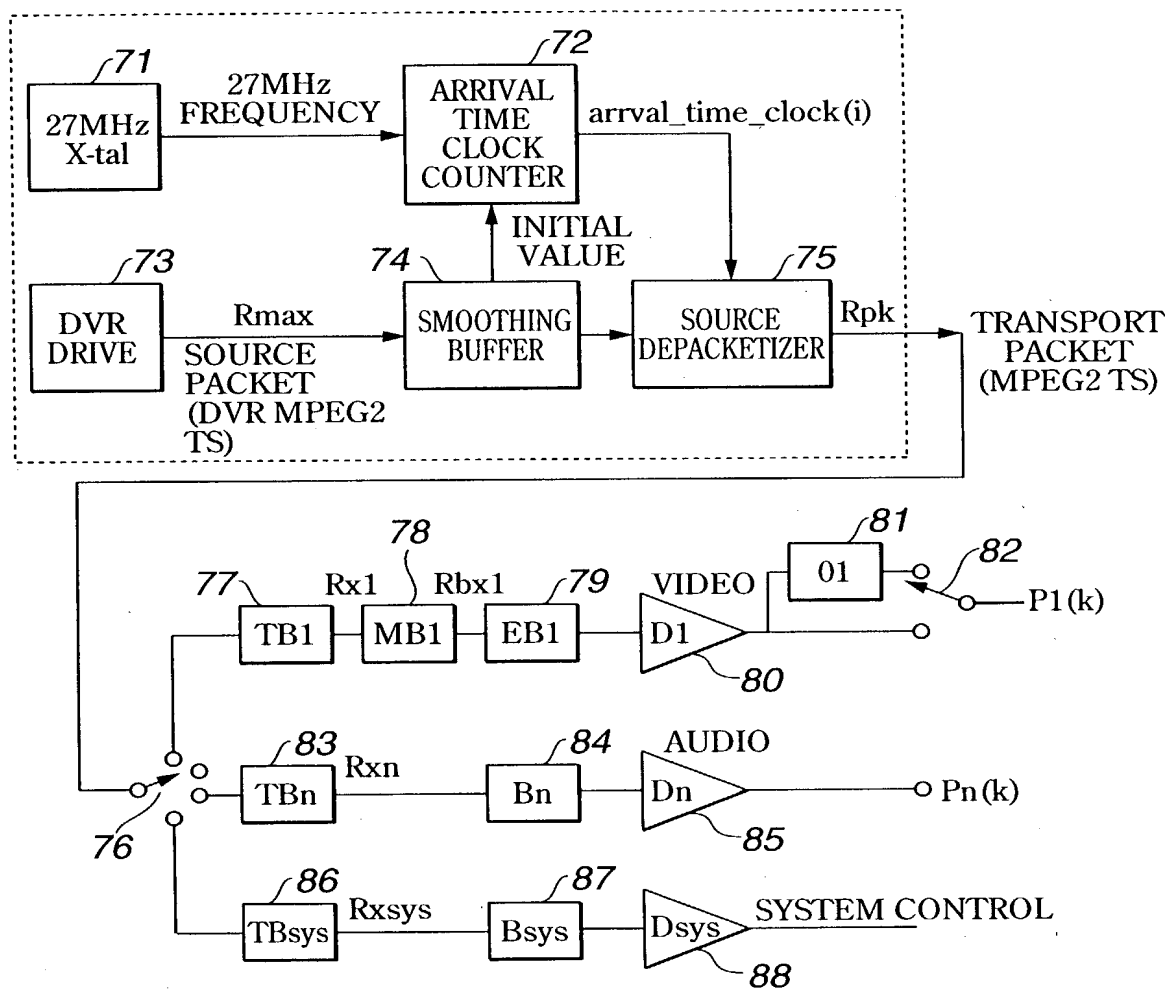 71
27MHz
X-tal
27MHz
FREQUENCY
72
ARRIVAL
TIME
CLOCK
COUNTER
arrval_time_clock(i)
INITIAL
VALUE
73
DVR
DRIVE
Rmax
SOURCE
PACKET
(DVR MPEG2
TS)
74
SMOOTHING
BUFFER
75
SOURCE
DEPACKETIZER
Rpk
TRANSPORT
PACKET
(MPEG2 TS)
76
77
TB1
Rx1
78
MB1
Rbx1
79
EB1
VIDEO
D1
80
81
01
82
P1(k)
83
TBn
Rxn
84
Bn
AUDIO
Dn
85
Pn(k)
86
TBsys
Rxsys
87
Bsys
Dsys
88
SYSTEM CONTROL